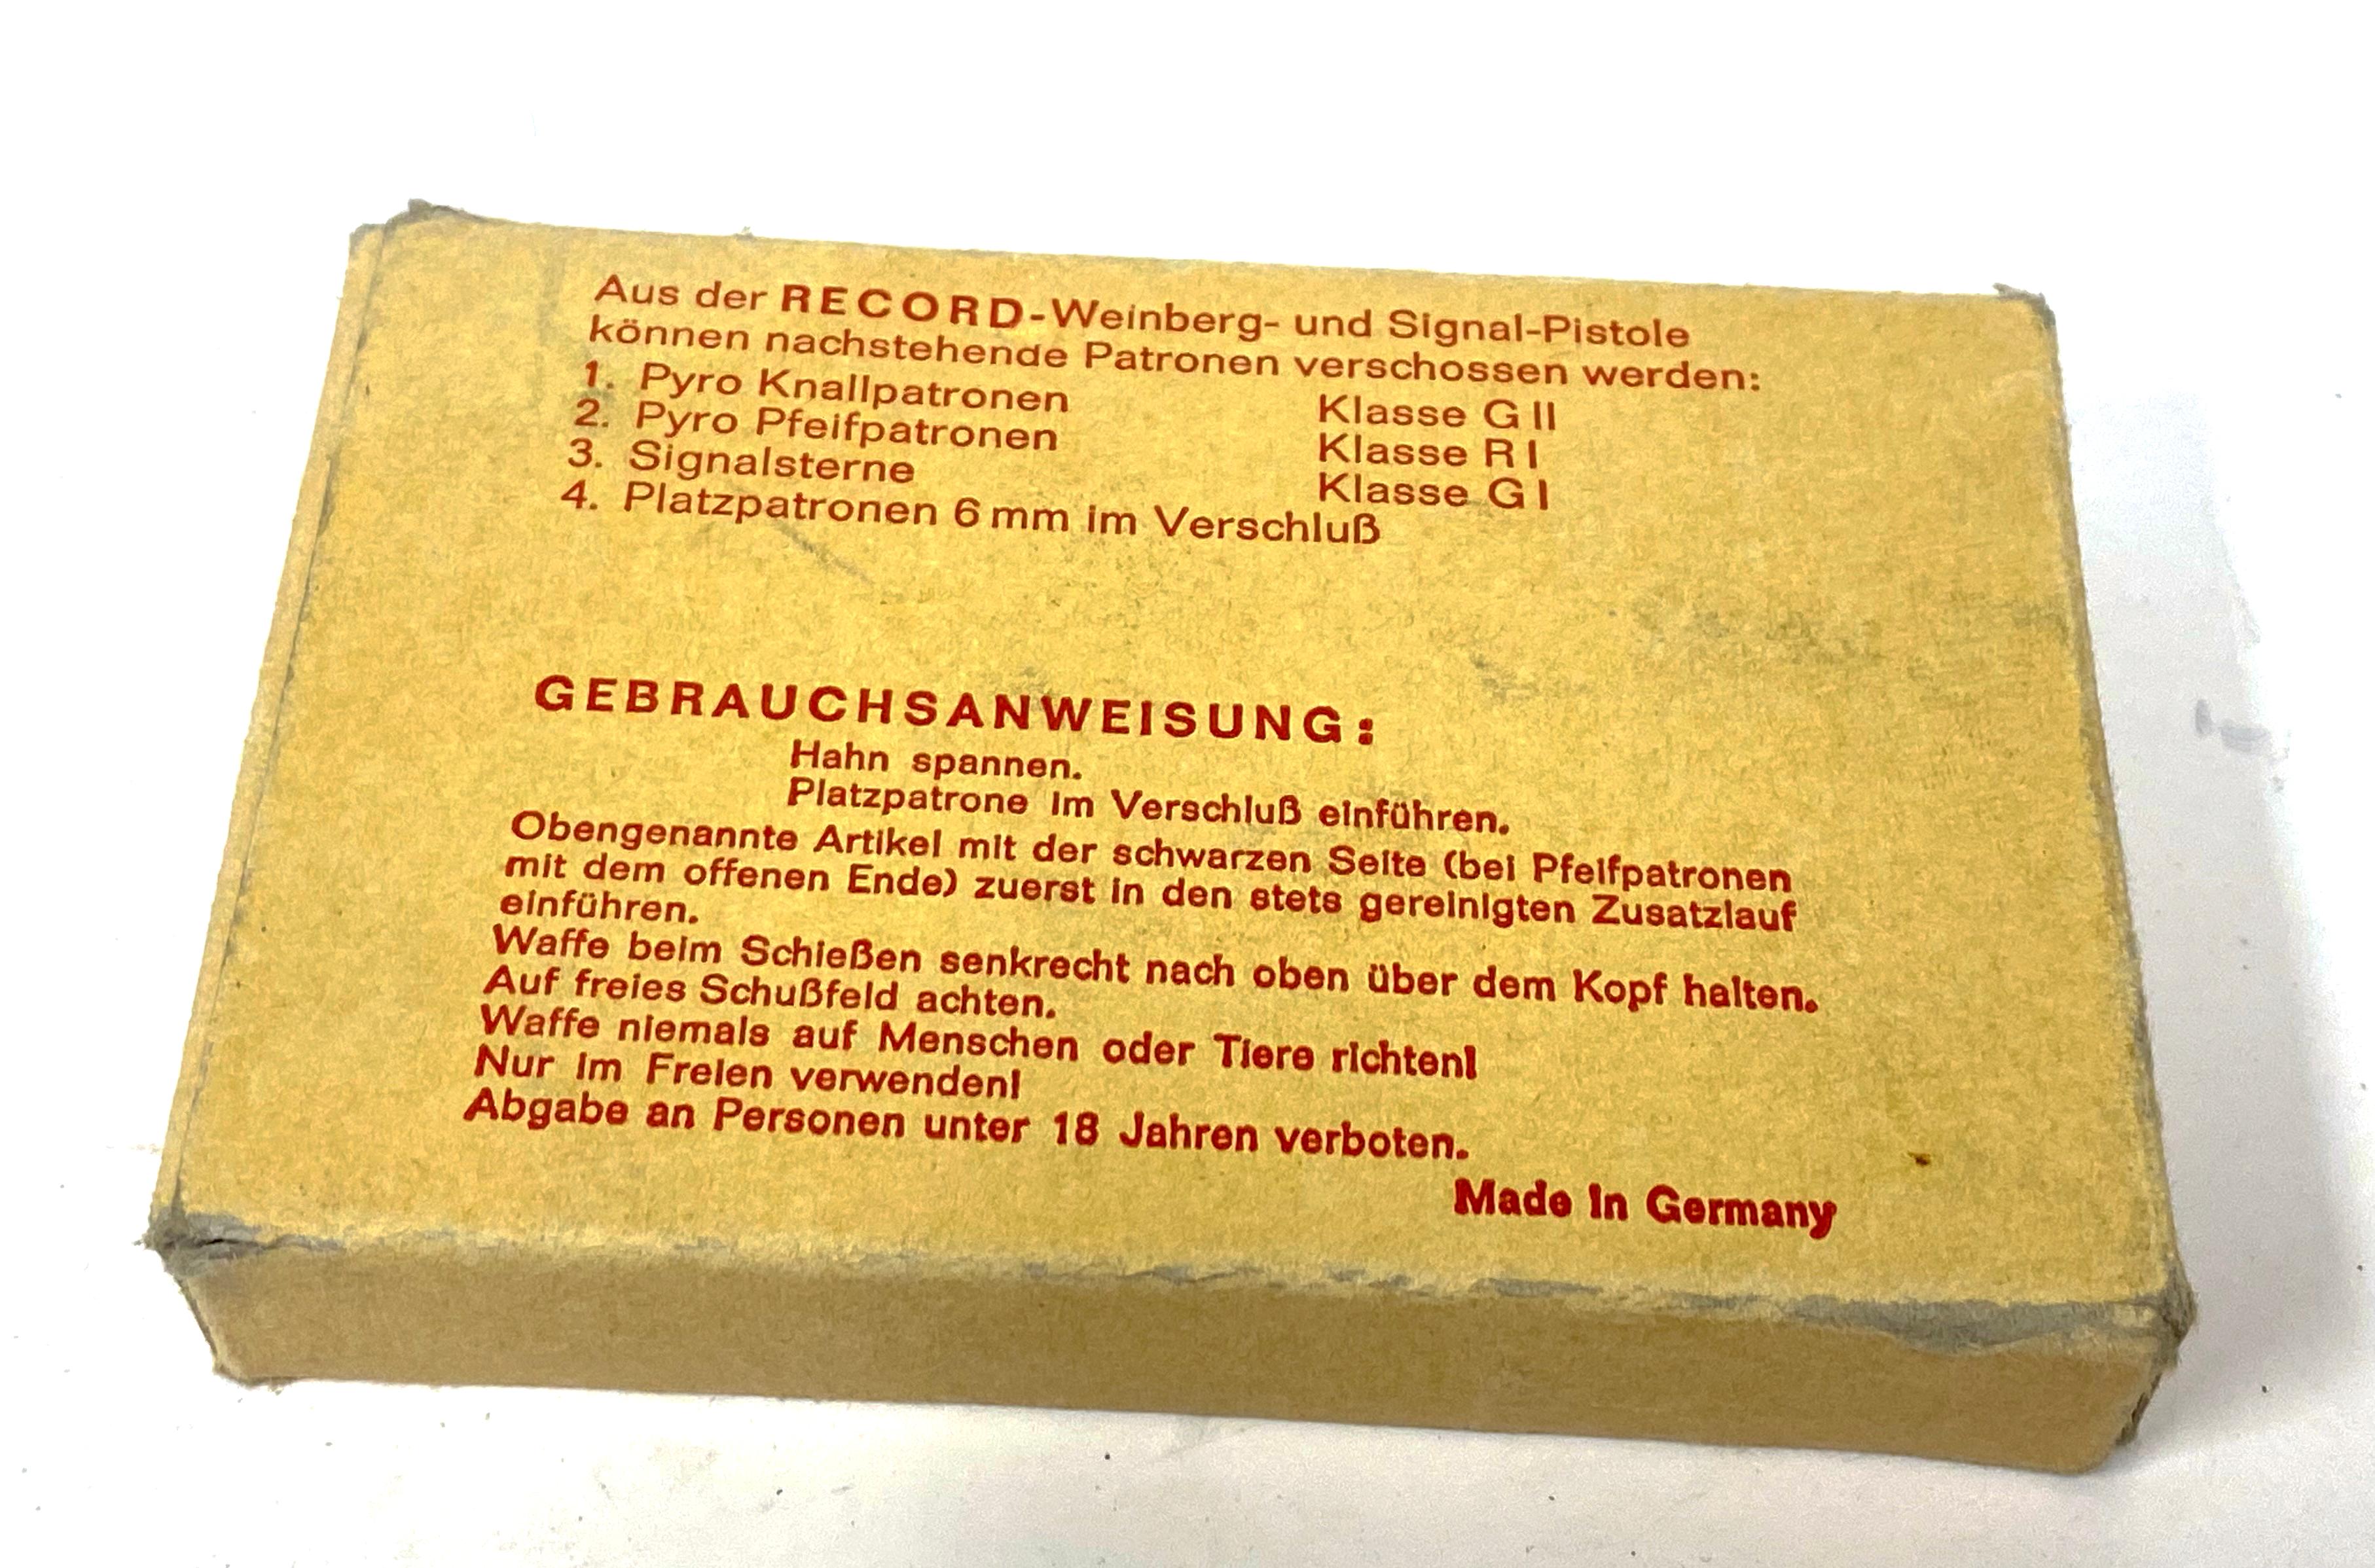 Aus der RECORD-Weinberg- und Signal-Pistole
können nachstehende Patronen verschossen werden:
1. Pyro Knallpatronen Klasse G II
2. Pyro Pfeifpatronen Klasse R I
3. Signalsterne Klasse G I
4. Platzpatronen 6 mm im Verschluß
GEBRAUCHSANWEISUNG:
Hahn spannen.
Platzpatrone im Verschluß einführen.
Obengenannte Artikel mit der schwarzen Seite (bei Pfeifpatronen
mit dem offenen Ende) zuerst in den stets gereinigten Zusatzlauf
einführen.
Waffe beim Schießen senkrecht nach oben über dem Kopf halten.
Auf freies Schußfeld achten.
Waffe niemals auf Menschen oder Tiere richten!
Nur im Freien verwenden!
Abgabe an Personen unter 18 Jahren verboten.
Made in Germany